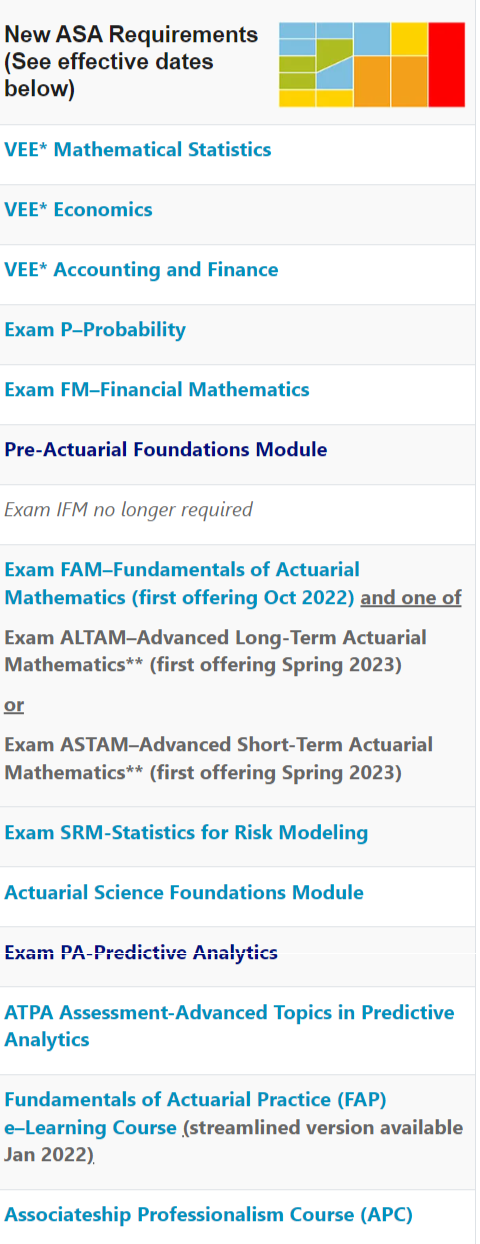 New ASA Requirements
(See effective dates
below)
VEE* Mathematical Statistics
VEE* Economics
VEE* Accounting and Finance
Exam P–Probability
Exam FM–Financial Mathematics
Pre-Actuarial Foundations Module
Exam IFM no longer required
Exam FAM–Fundamentals of Actuarial
Mathematics (first offering Oct 2022) and one of
Exam ALTAM–Advanced Long-Term Actuarial
Mathematics** (first offering Spring 2023)
or
Exam ASTAM–Advanced Short-Term Actuarial
Mathematics** (first offering Spring 2023)
Exam SRM-Statistics for Risk Modeling
Actuarial Science Foundations Module
Exam PA-Predictive Analytics
ATPA Assessment-Advanced Topics in Predictive
Analytics
Fundamentals of Actuarial Practice (FAP)
e–Learning Course (streamlined version available
Jan 2022)
Associateship Professionalism Course (APC)